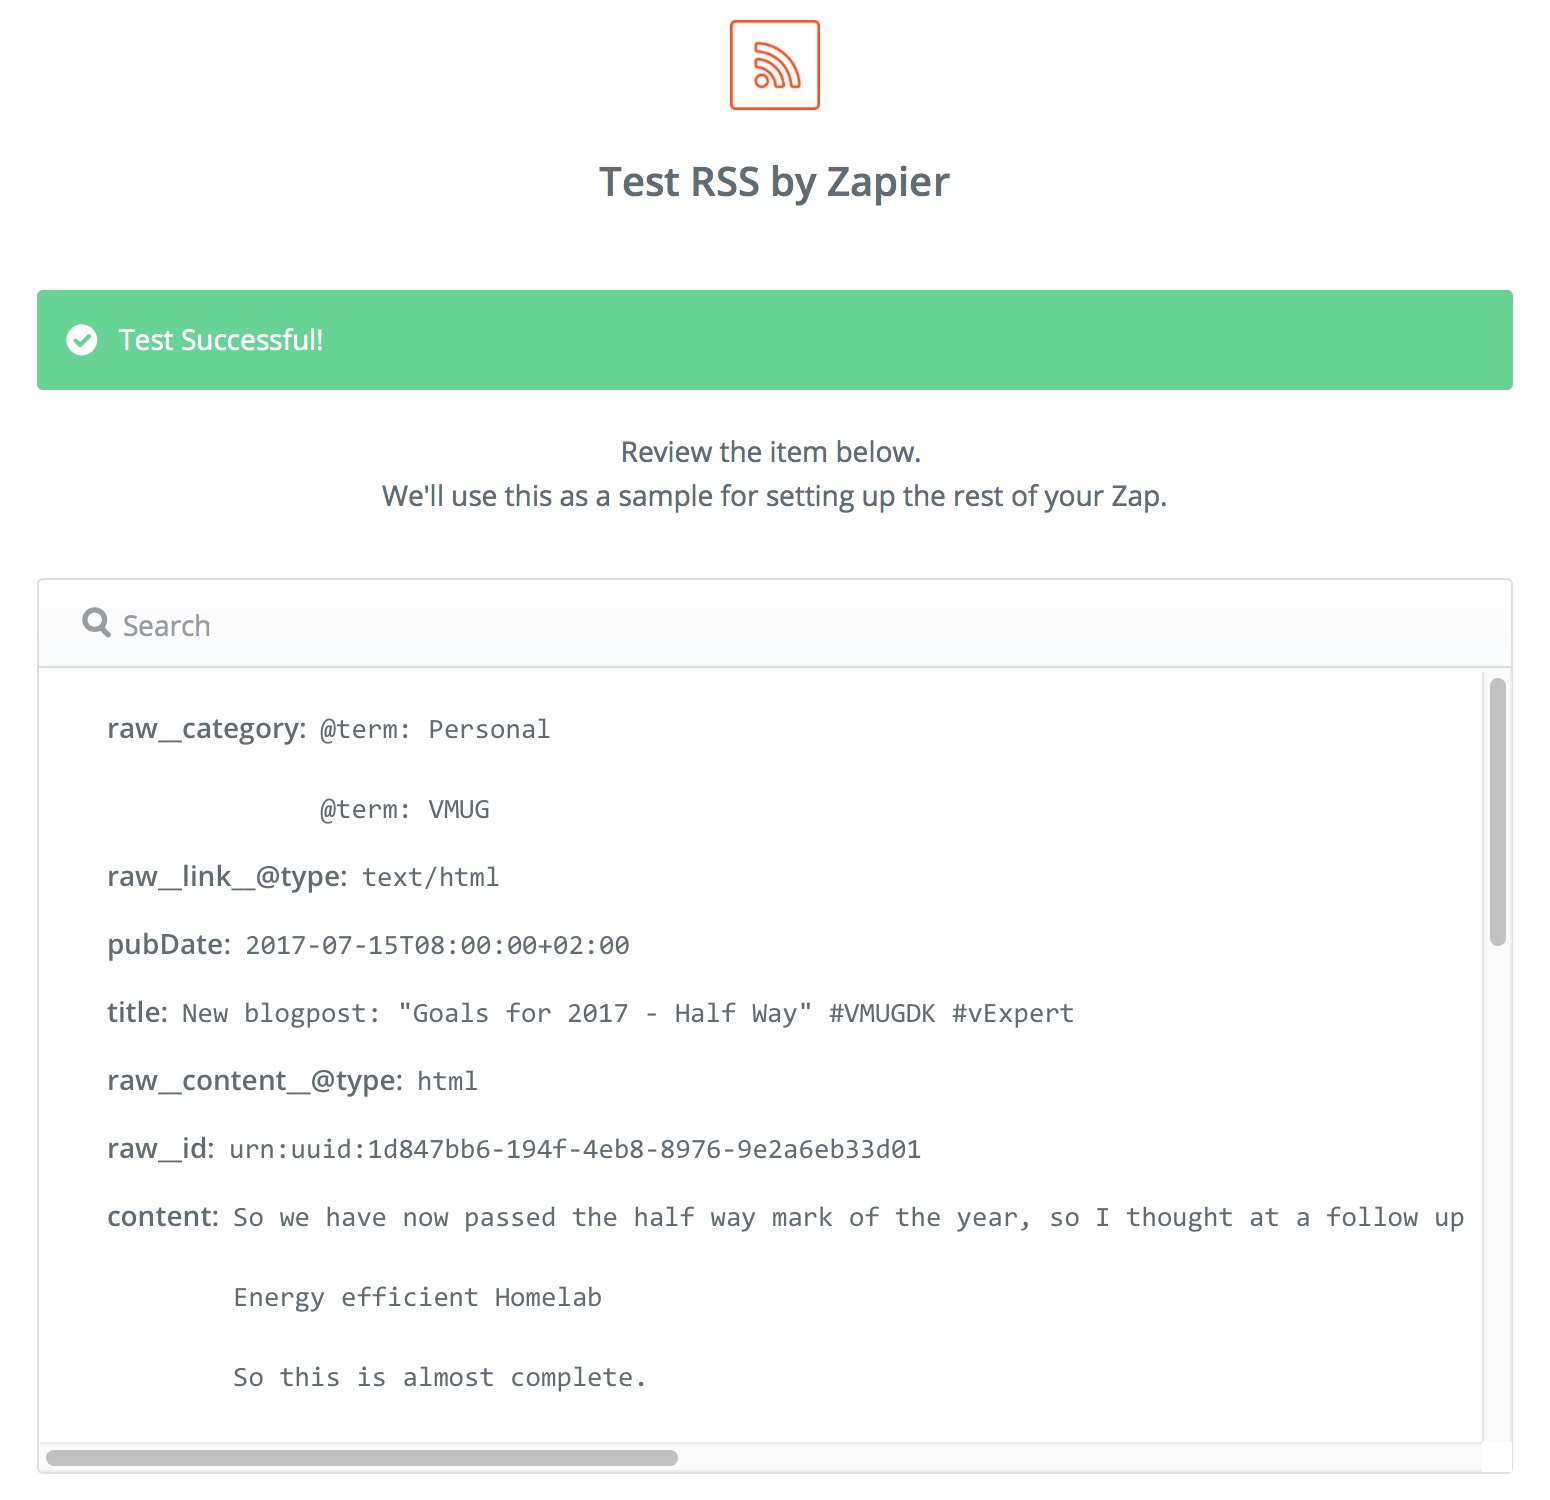 Test RSS by Zapier
Test Successful!
Review the item below.
We'll use this as a sample for setting up the rest of your Zap.
Search
raw__category: @term: Personal
@term: VMUG
raw__link__@type: text/html
pubDate: 2017-07-15T08:00:00+02:00
title: New blogpost: "Goals for 2017 - Half Way" #VMUGDK #vExpert
raw__content__@type: html
raw__id: urn:uuid:1d847bb6-194f-4eb8-8976-9e2a6eb33d01
content: So we have now passed the half way mark of the year, so I thought at a follow up
Energy efficient Homelab
So this is almost complete.